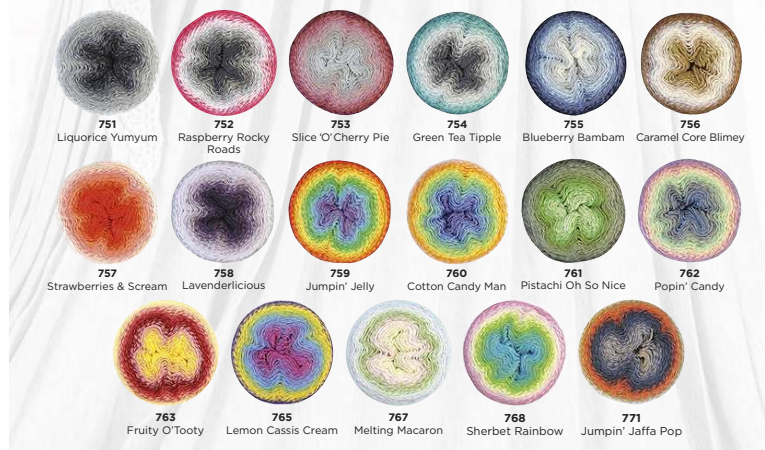 751
Liquorice Yumyum
752
Raspberry Rocky
Roads
753
Slice ‘O’Cherry Pie
754
Green Tea Tipple
755
Blueberry Bambam
756
Caramel Core Blimey
757
Strawberries & Scream
758
Lavenderlicious
759
Jumpin’ Jelly
760
Cotton Candy Man
761
Pistachi Oh So Nice
762
Popin’ Candy
763
Fruity O’Tooty
765
Lemon Cassis Cream
767
Melting Macaron
768
Sherbet Rainbow
771
Jumpin’ Jaffa Pop